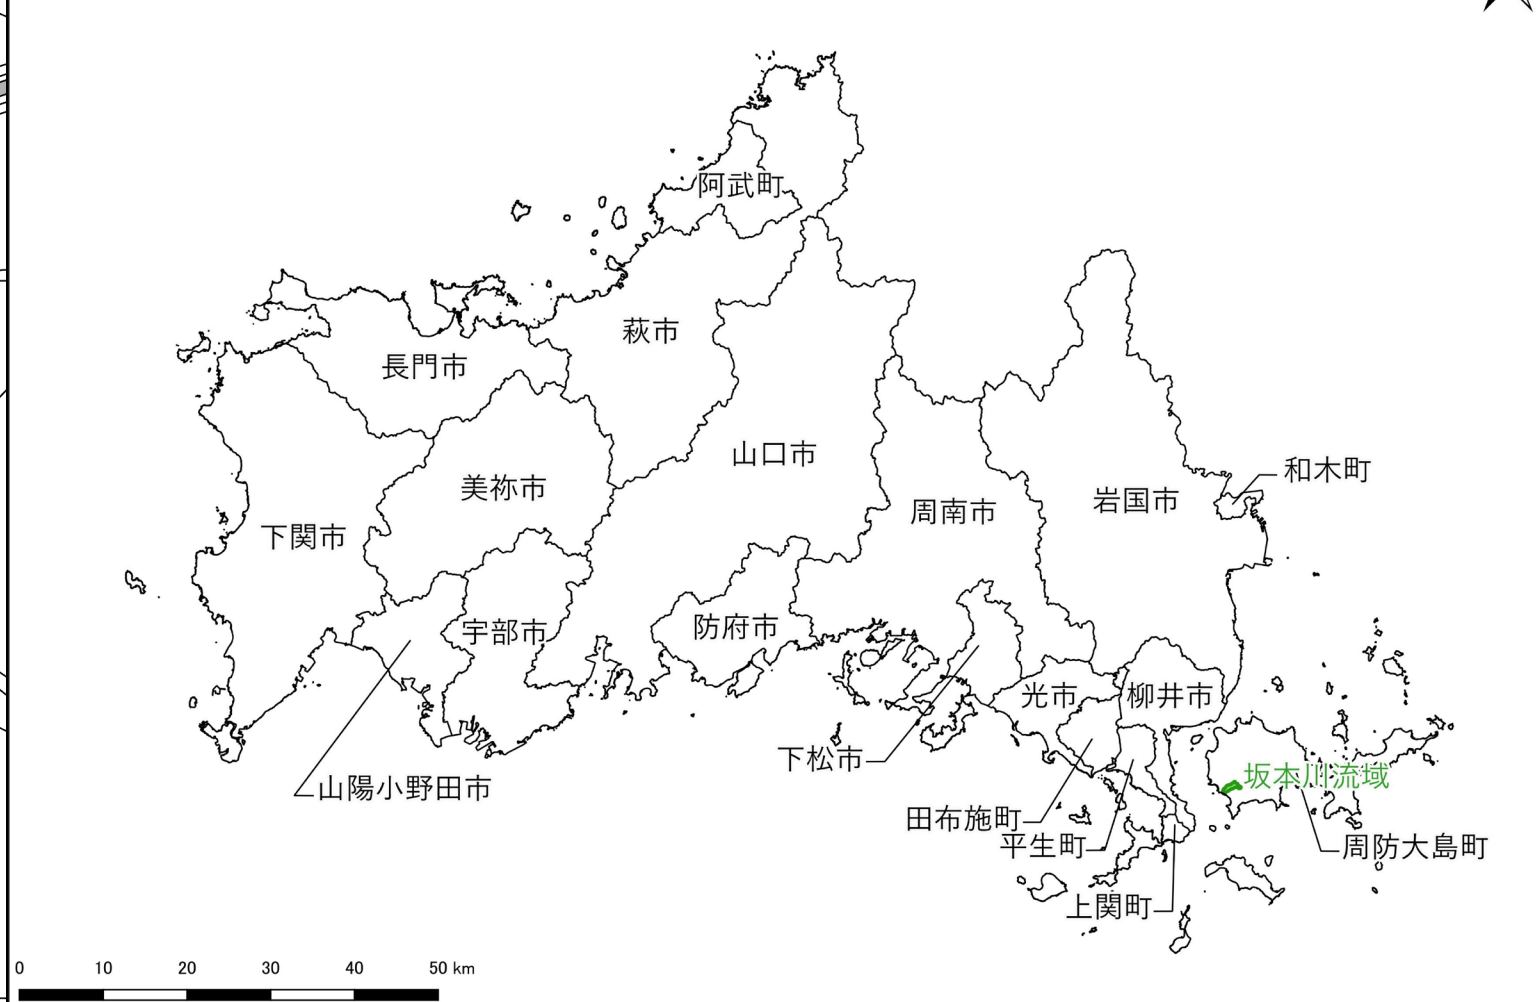 阿武町
萩市
長門市
山口市
和木町
美祢市
岩国市
周南市
下関市
防府市
宇部市
光市
柳井市
下松市
坂本川流域
山陽小野田市
田布施町
平生町
周防大島町
上関町
0 10 20 30 40 50 km